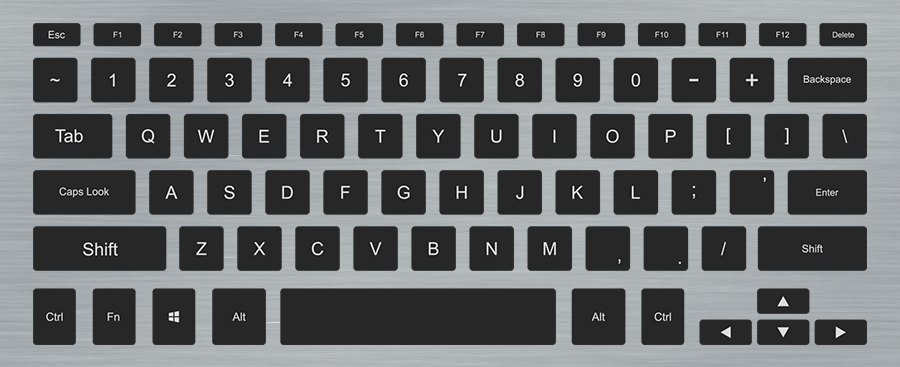 Esc F1 F2 F3 F4 F5 F6 F7 F8 F9 F10 F11 F12 Delete
~ 1 2 3 4 5 6 7 8 9 0 - + Backspace
Tab Q W E R T Y U I O P [ ] \
Caps Look A S D F G H J K L ; ’ Enter
Shift Z X C V B N M , . / Shift
Ctrl Fn Alt Alt Ctrl ▲
◀ ▼ ▶